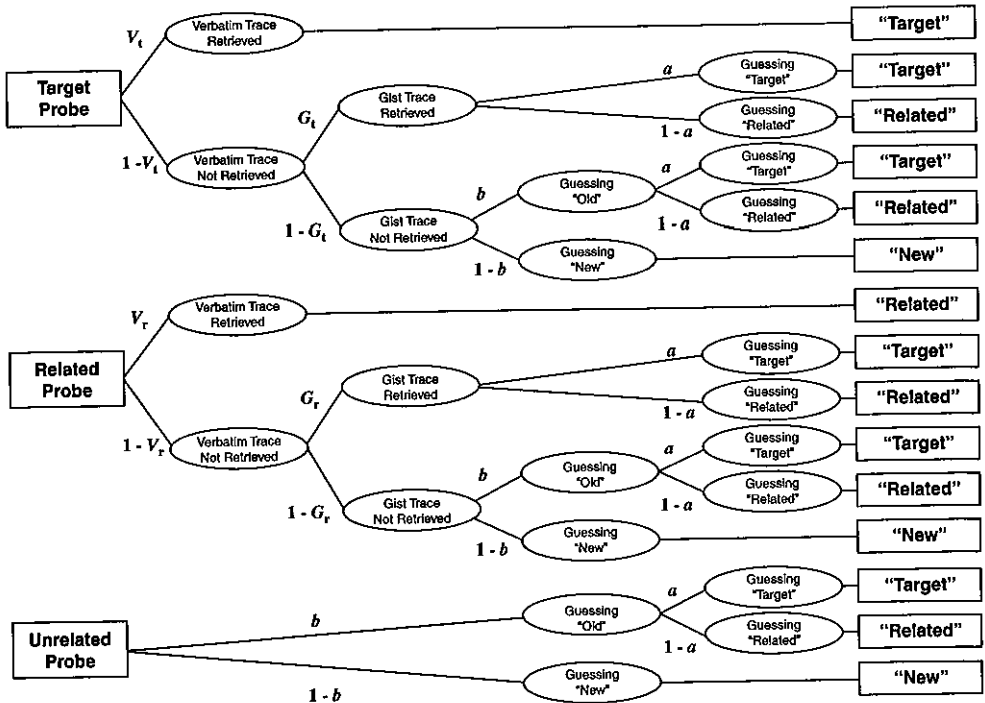 Verbatim Trace
Retrieved
"Target"
V_t
Target
Probe
a
Guessing
"Target"
"Target"
Gist Trace
Retrieved
G_t
Guessing
"Related"
"Related"
1 - a
1 - V_t
Verbatim Trace
Not Retrieved
Guessing
"Target"
"Target"
a
b
Guessing
"Old"
Guessing
"Related"
"Related"
1 - a
1 - G_t
Gist Trace
Not Retrieved
1 - b
Guessing
"New"
"New"
V_r
Verbatim Trace
Retrieved
"Related"
Related
Probe
a
Guessing
"Target"
"Target"
Gist Trace
Retrieved
G_r
Guessing
"Related"
"Related"
1 - a
1 - V_r
Verbatim Trace
Not Retrieved
Guessing
"Target"
"Target"
a
b
Guessing
"Old"
Guessing
"Related"
"Related"
1 - a
1 - G_r
Gist Trace
Not Retrieved
1 - b
Guessing
"New"
"New"
Guessing
"Target"
"Target"
a
b
Guessing
"Old"
Unrelated
Probe
Guessing
"Related"
"Related"
1 - a
1 - b
Guessing
"New"
"New"